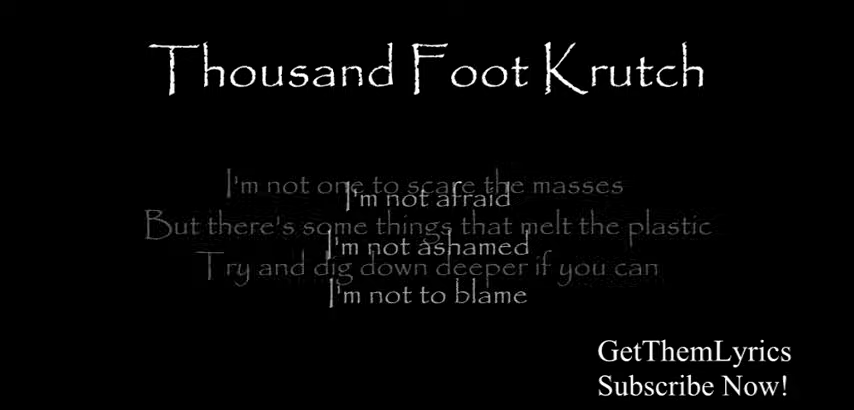 Thousand Foot Krutch
I'm not one to scare the masses
I'm not afraid
But there's some things that melt the plastic
I'm not ashamed
Try and dig down deeper if you can
I'm not to blame
GetThemLyrics
Subscribe Now!